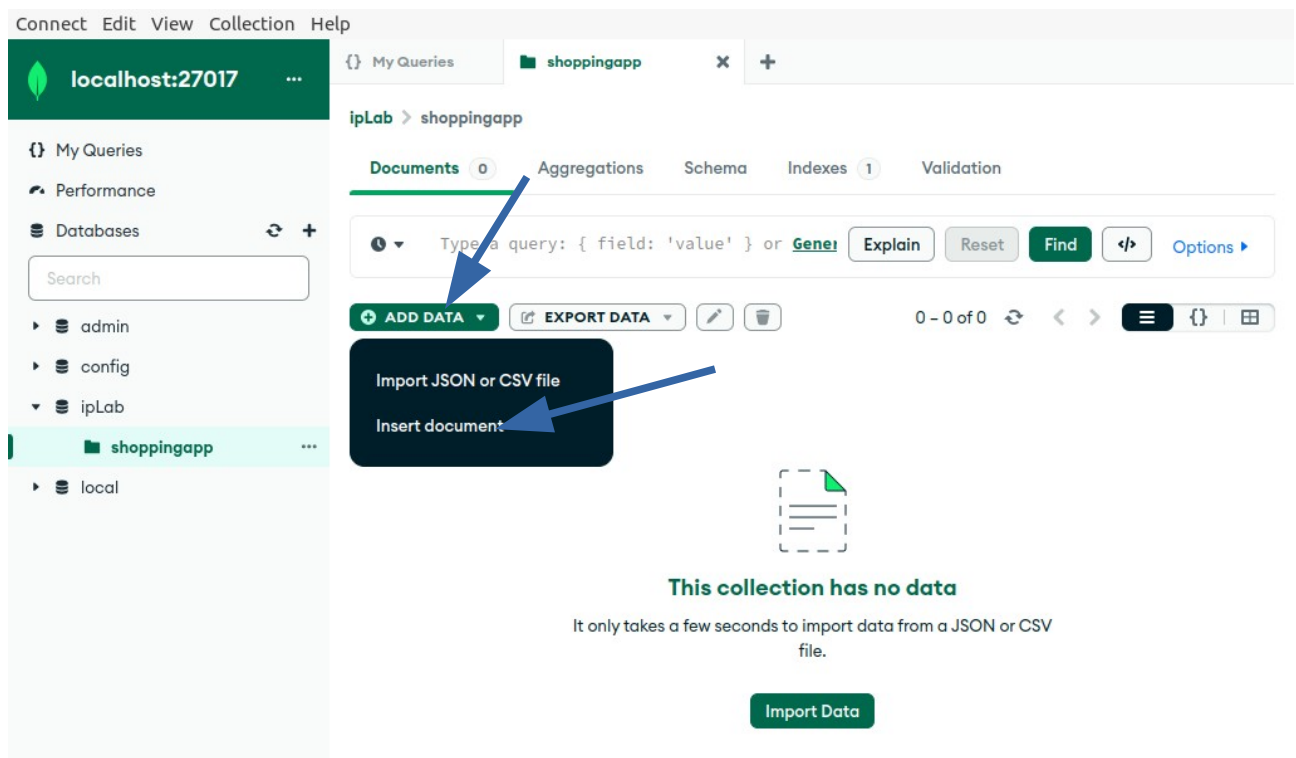 Connect Edit View Collection Help
localhost:27017 ...
{} My Queries
Performance
Databases
Search
admin
config
ipLab
shoppingapp ...
local
{} My Queries
shoppingapp
ipLab > shoppingapp
Documents 0 Aggregations Schema Indexes 1 Validation
Type a query: { field: 'value' } or Gener Explain Reset Find </> Options
ADD DATA EXPORT DATA 0 – 0 of 0 {}
Import JSON or CSV file
Insert document
This collection has no data
It only takes a few seconds to import data from a JSON or CSV
file.
Import Data